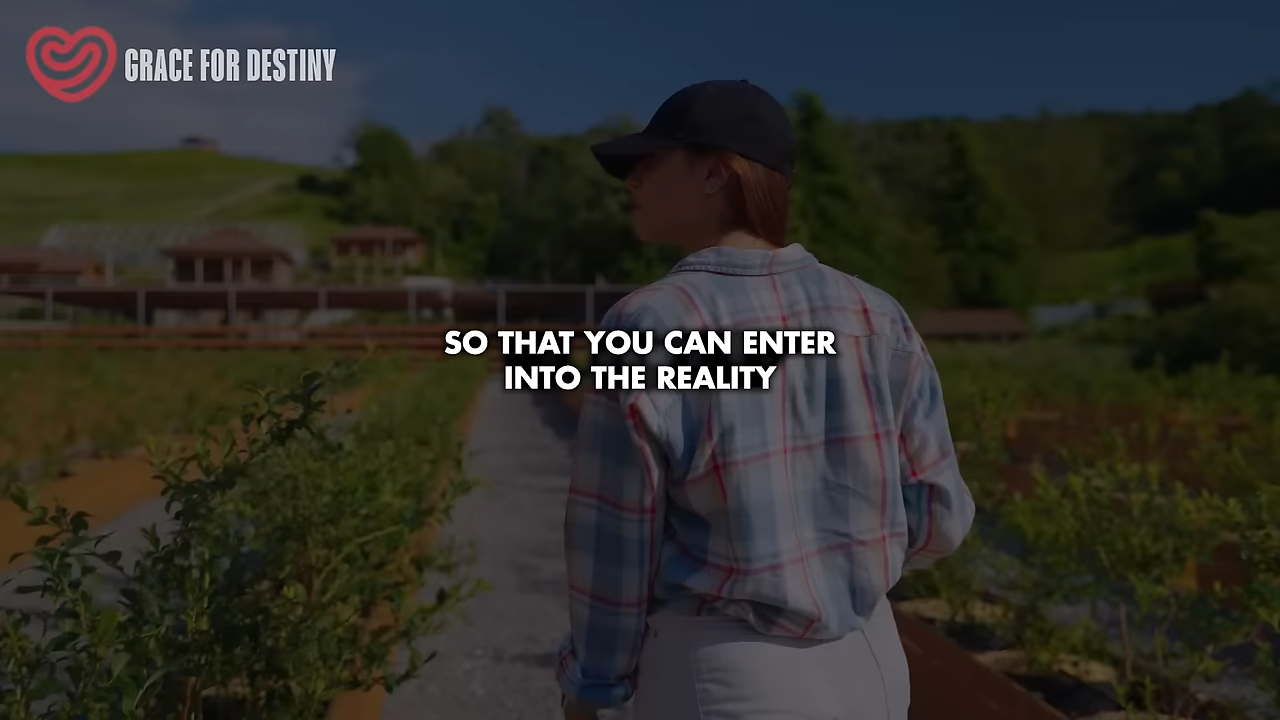 GRACE FOR DESTINY
SO THAT YOU CAN ENTER
INTO THE REALITY